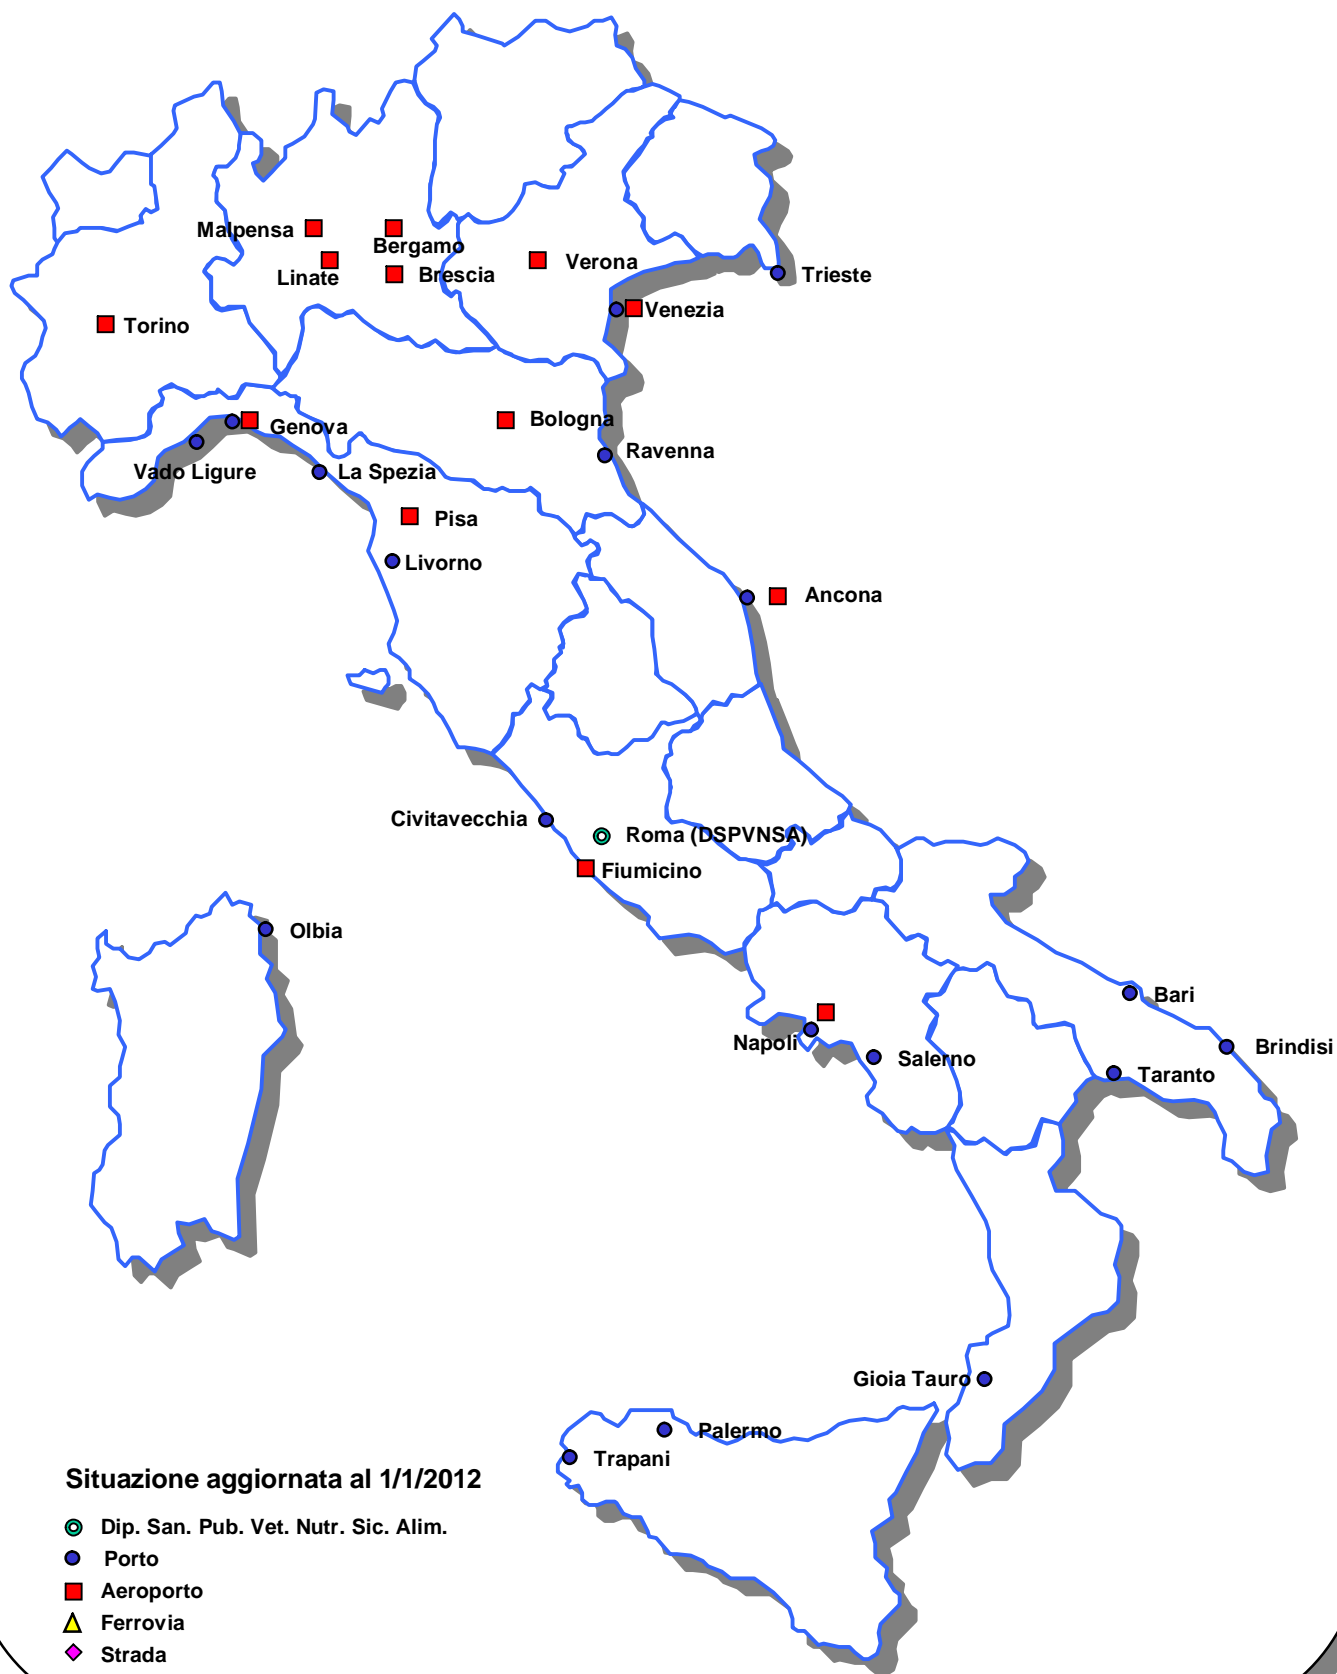 Malpensa
Bergamo
Linate
Brescia
Verona
Trieste
Venezia
Torino
Genova
Bologna
Ravenna
Vado Ligure
La Spezia
Pisa
Livorno
Ancona
Civitavecchia
Roma (DSPVNSA)
Fiumicino
Olbia
Bari
Napoli
Salerno
Brindisi
Taranto
Gioia Tauro
Palermo
Trapani
Situazione aggiornata al 1/1/2012
Dip. San. Pub. Vet. Nutr. Sic. Alim.
Porto
Aeroporto
Ferrovia
Strada